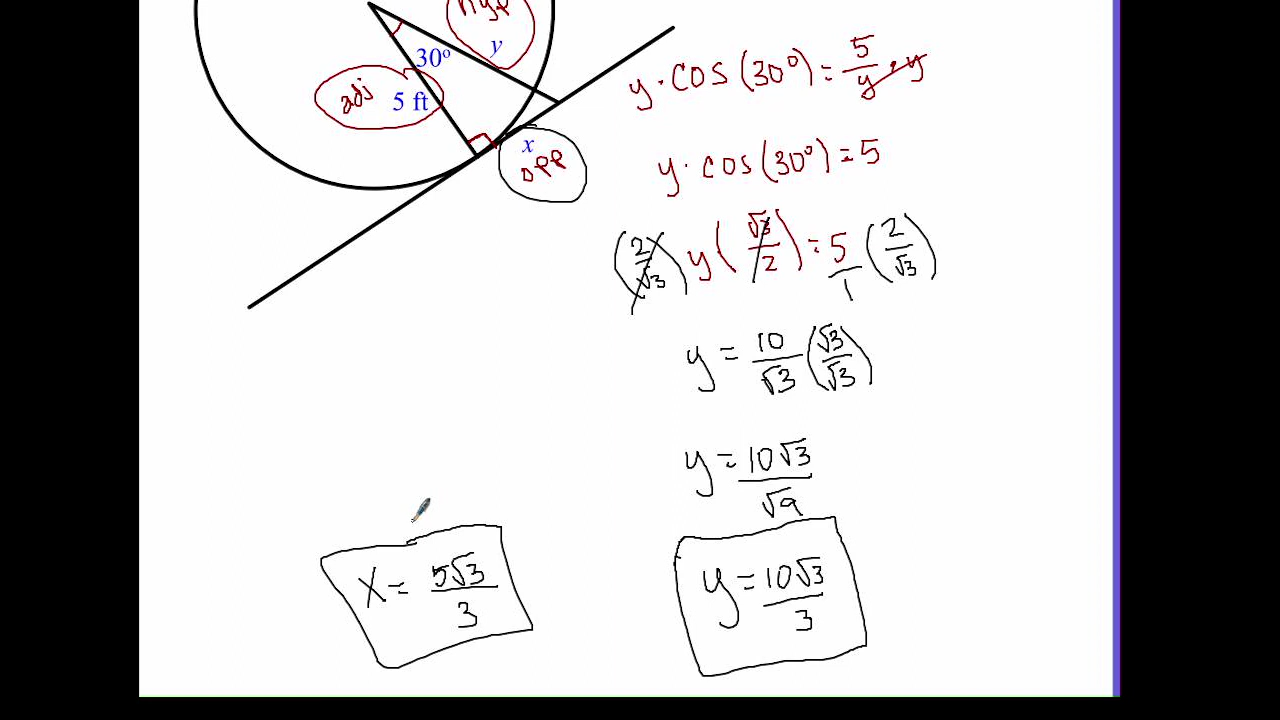 hyp
y
30°
adj
5 ft
x
opp
y · cos(30°) = 5/y · y
y · cos(30°) = 5
(2/√3) y (√3/2) = 5/1 (2/√3)
y = 10/√3 (√3/√3)
y = 10√3/√9
x = 5√3/3
y = 10√3/3